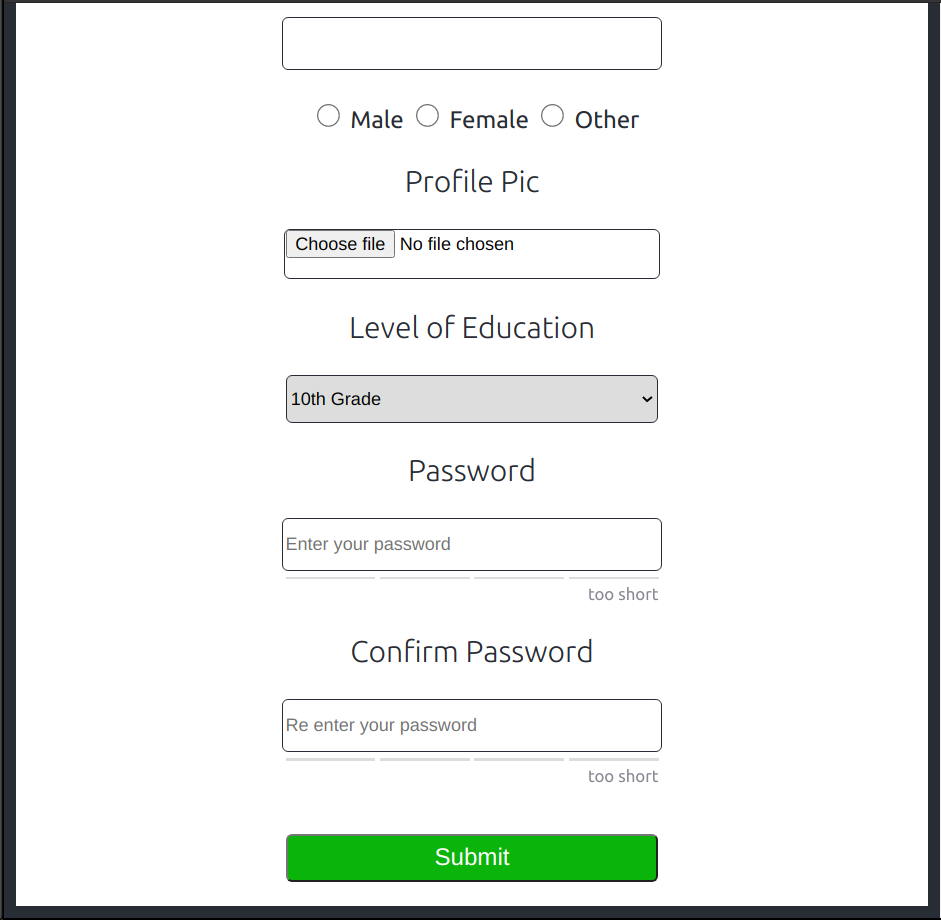 Male Female Other
Profile Pic
Choose file No file chosen
Level of Education
10th Grade
Password
Enter your password
too short
Confirm Password
Re enter your password
too short
Submit